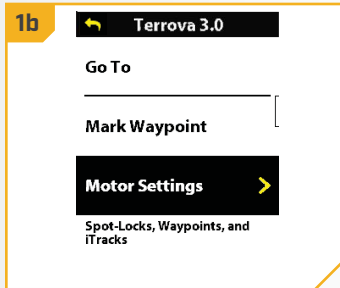 1b
Terrova 3.0
Go To
Mark Waypoint
Motor Settings
Spot-Locks, Waypoints, and
iTracks